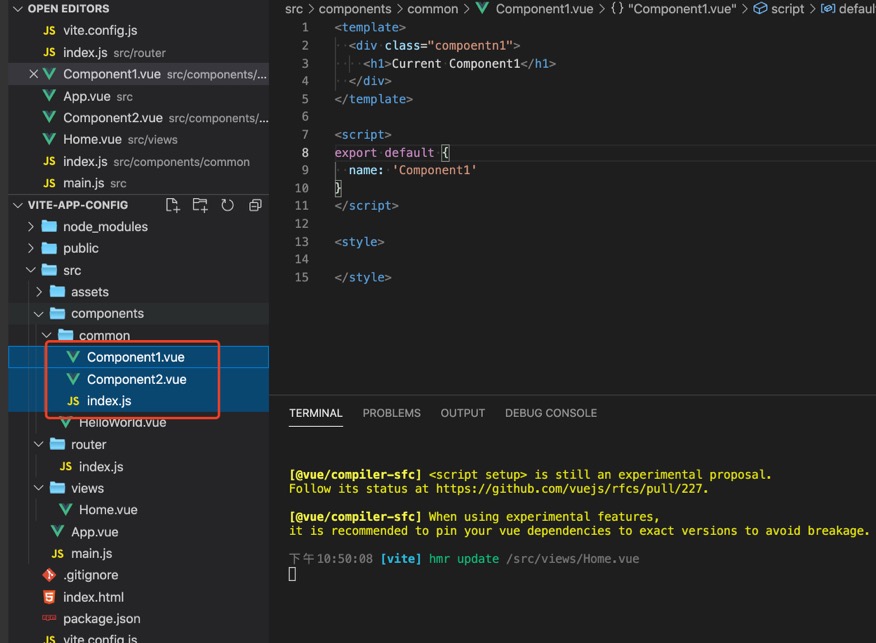 OPEN EDITORS
JS vite.config.js
JS index.js src/router
Component1.vue src/components/...
App.vue src
Component2.vue src/components/...
Home.vue src/views
JS index.js src/components/common
JS main.js src
VITE-APP-CONFIG
node_modules
public
src
assets
components
common
Component1.vue
Component2.vue
JS index.js
HelloWorld.vue
router
JS index.js
views
Home.vue
App.vue
JS main.js
.gitignore
index.html
package.json
JS vite.config.js
src > components > common > Component1.vue > {} "Component1.vue" > script > defaul
1 <template>
2 <div class="compoentn1">
3 <h1>Current Component1</h1>
4 </div>
5 </template>
6
7 <script>
8 export default {
9 name: 'Component1'
10 }
11 </script>
12
13 <style>
14
15 </style>
TERMINAL PROBLEMS OUTPUT DEBUG CONSOLE
[@vue/compiler-sfc] <script setup> is still an experimental proposal.
Follow its status at https://github.com/vuejs/rfcs/pull/227.
[@vue/compiler-sfc] When using experimental features,
it is recommended to pin your vue dependencies to exact versions to avoid breakage.
下午10:50:08 [vite] hmr update /src/views/Home.vue